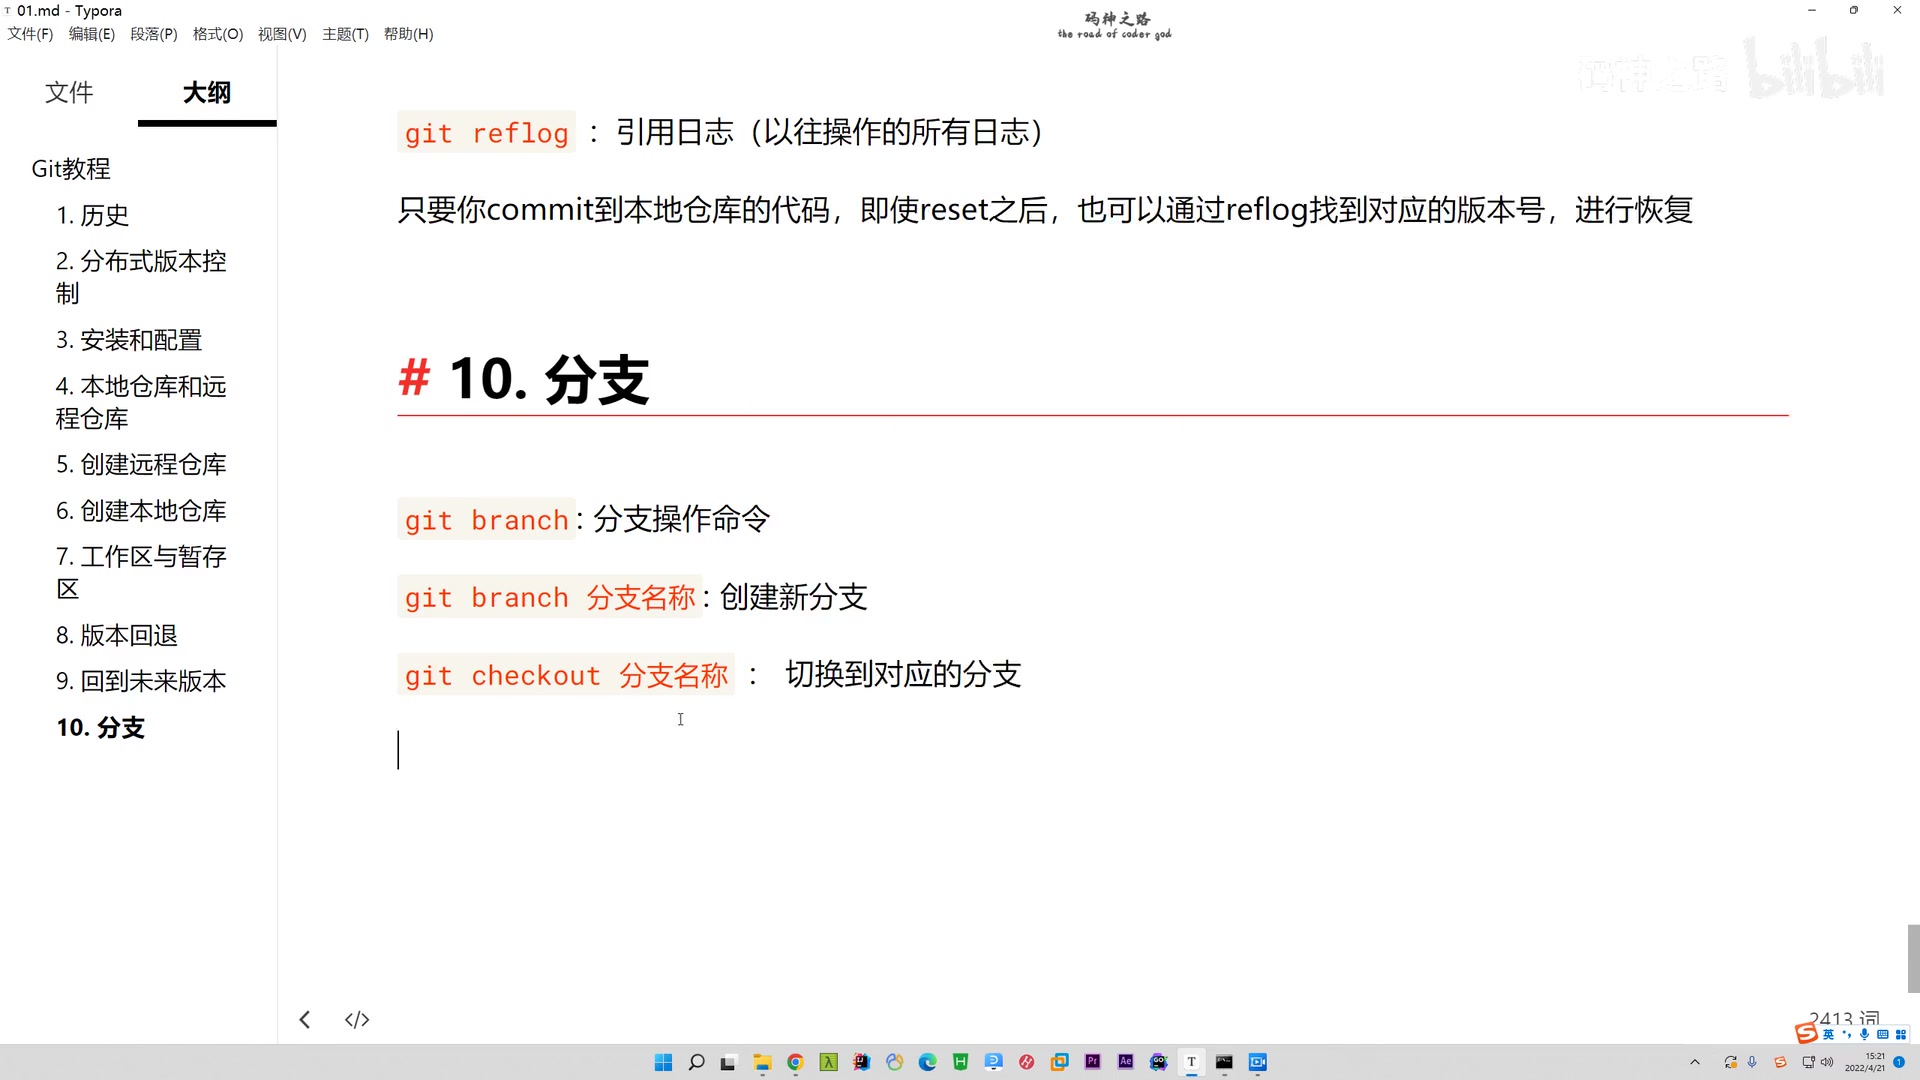 01.md - Typora
文件(F) 编辑(E) 段落(P) 格式(O) 视图(V) 主题(T) 帮助(H)
码神之路
the road of coder god
码神之路 bilibili
文件 大纲
Git教程
1. 历史
2. 分布式版本控
制
3. 安装和配置
4. 本地仓库和远
程仓库
5. 创建远程仓库
6. 创建本地仓库
7. 工作区与暂存
区
8. 版本回退
9. 回到未来版本
10. 分支
git reflog ： 引用日志（以往操作的所有日志）
只要你commit到本地仓库的代码，即使reset之后，也可以通过reflog找到对应的版本号，进行恢复
# 10. 分支
git branch: 分支操作命令
git branch 分支名称: 创建新分支
git checkout 分支名称 ： 切换到对应的分支
2413 词
英
15:21
2022/4/21